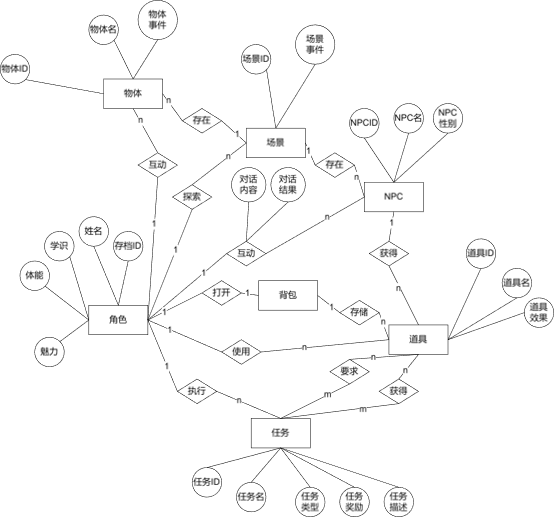 物体
事件
物体名
物体ID
物体
n
n
存在
1
场景ID
场景
事件
场景
1
n
存在
n
NPCID
NPC名
NPC
性别
NPC
1
互动
1
探索
1
对话
内容
对话
结果
互动
1
n
获得
n
道具ID
道具名
道具
效果
道具
体能
学识
姓名
存档ID
魅力
角色
1
打开
1
背包
1
存储
n
1
使用
n
1
执行
n
n
要求
m
n
获得
m
任务
任务ID
任务名
任务
类型
任务
奖励
任务
描述